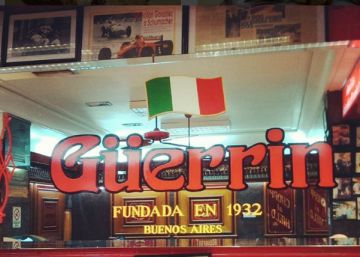 Güerrin
FUNDADA EN 1932
BUENOS AIRES